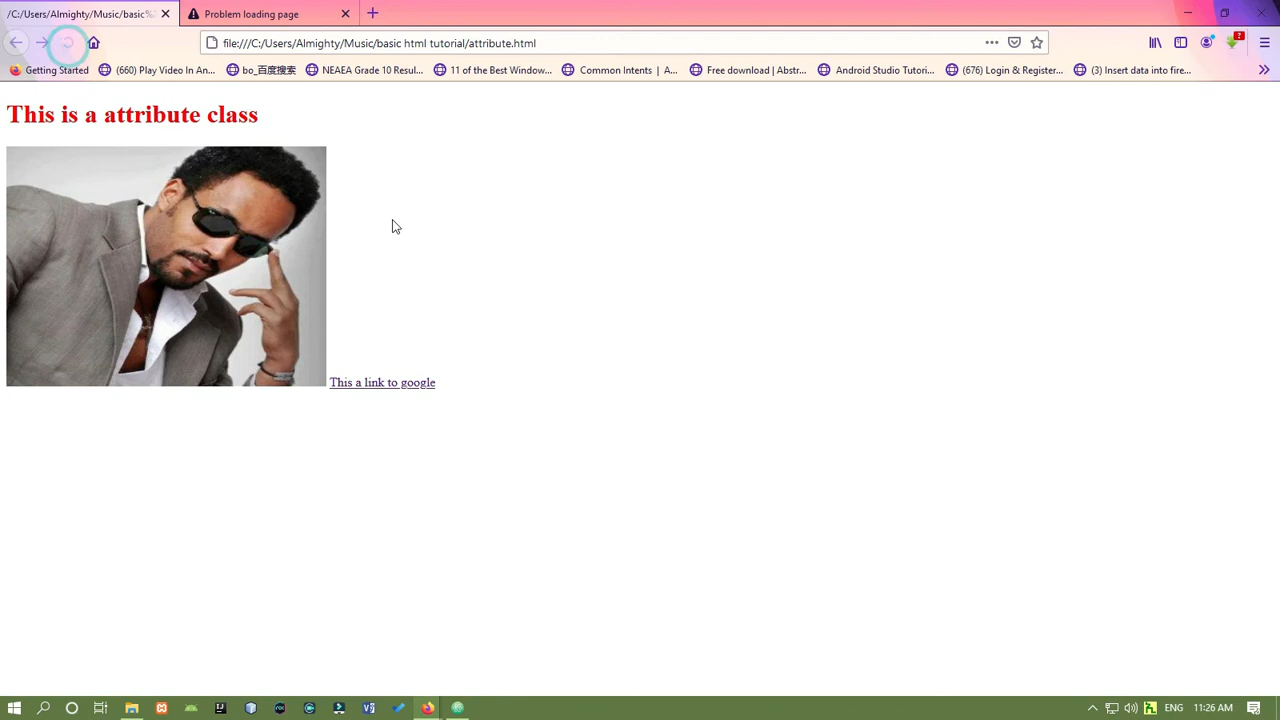 /C:/Users/Almighty/Music/basic%
Problem loading page
file:///C:/Users/Almighty/Music/basic html tutorial/attribute.html
Getting Started
(660) Play Video In An...
bo_百度搜索
NEAEA Grade 10 Resul...
11 of the Best Window...
Common Intents | A...
Free download | Abstr...
Android Studio Tutori...
(676) Login & Register...
(3) Insert data into fire...
This is a attribute class
This a link to google
ENG
11:26 AM